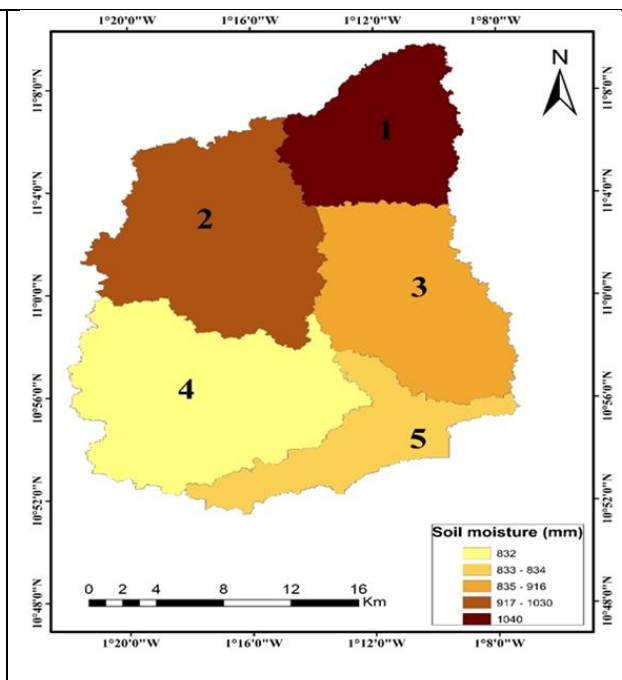 1°20'0"W 1°16'0"W 1°12'0"W 1°8'0"W
N
11°8'0"N 11°8'0"N
1
11°4'0"N 11°4'0"N
2
3
11°0'0"N 11°0'0"N
4
10°56'0"N 10°56'0"N
5
10°52'0"N 10°52'0"N
Soil moisture (mm)
832
833 - 834
835 - 916
917 - 1030
1040
0 2 4 8 12 16
Km
10°48'0"N 10°48'0"N
1°20'0"W 1°16'0"W 1°12'0"W 1°8'0"W